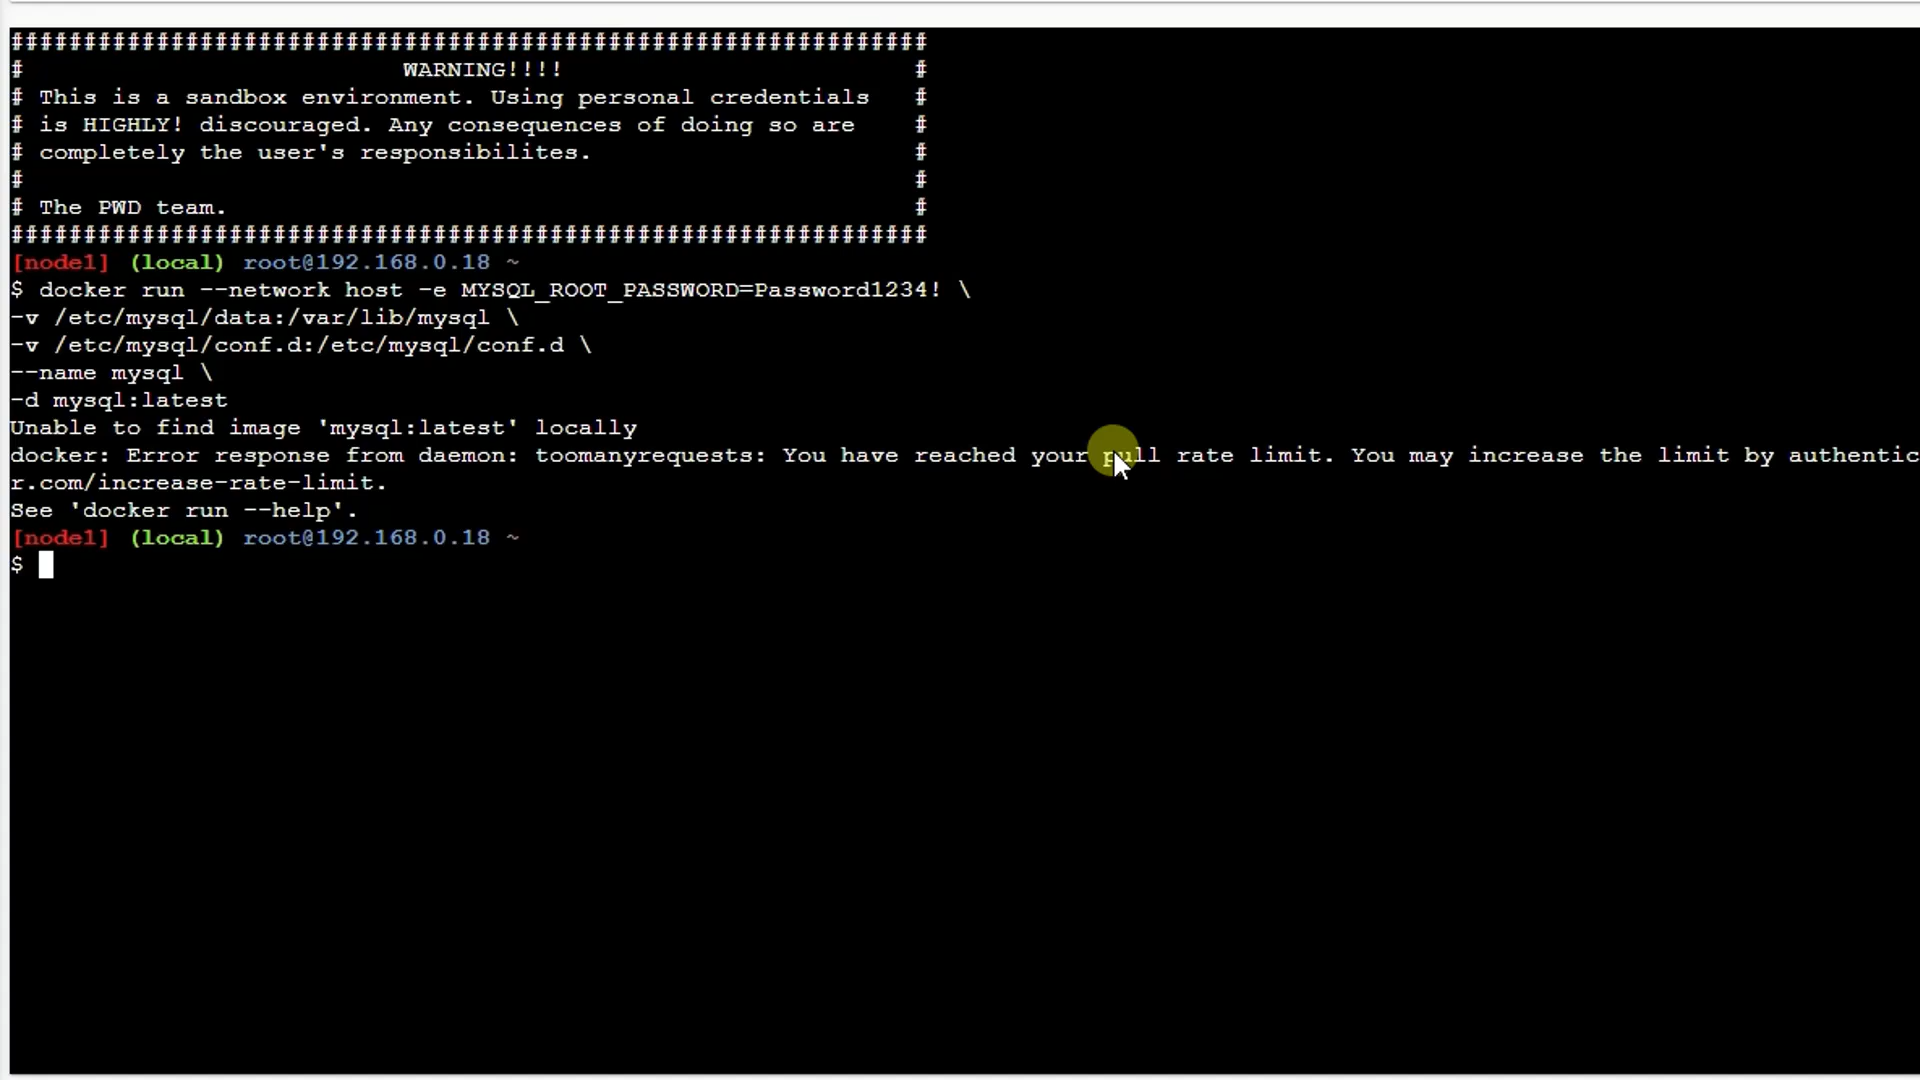 ###############################################################
# WARNING!!!! #
# This is a sandbox environment. Using personal credentials #
# is HIGHLY! discouraged. Any consequences of doing so are #
# completely the user's responsibilites. #
# #
# The PWD team. #
###############################################################
[node1] (local) root@192.168.0.18 ~
$ docker run --network host -e MYSQL_ROOT_PASSWORD=Password1234! \
-v /etc/mysql/data:/var/lib/mysql \
-v /etc/mysql/conf.d:/etc/mysql/conf.d \
--name mysql \
-d mysql:latest
Unable to find image 'mysql:latest' locally
docker: Error response from daemon: toomanyrequests: You have reached your pull rate limit. You may increase the limit by authentic
r.com/increase-rate-limit.
See 'docker run --help'.
[node1] (local) root@192.168.0.18 ~
$